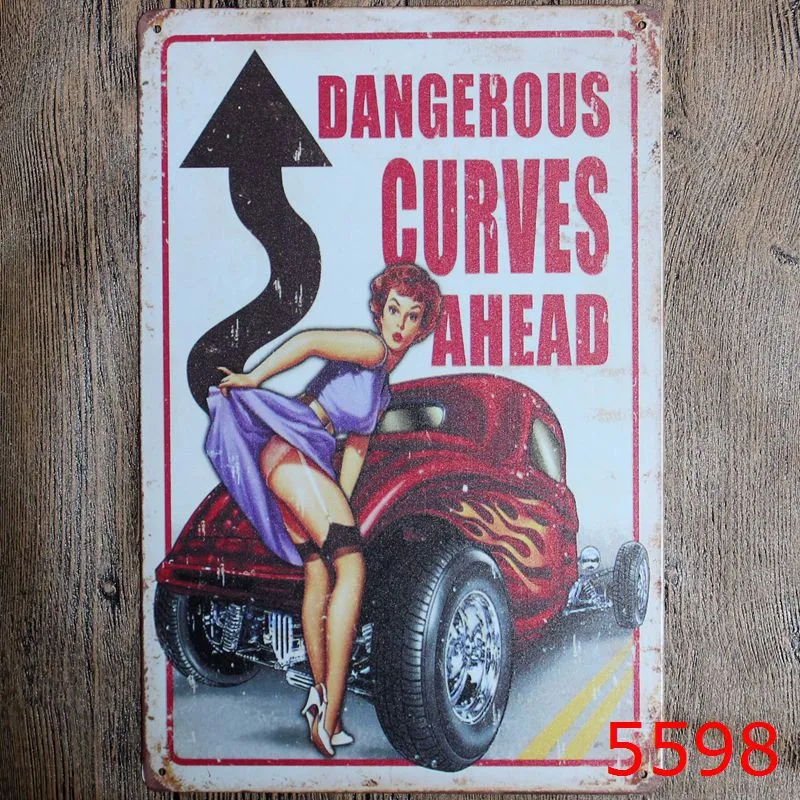 DANGEROUS
CURVES
AHEAD
5598